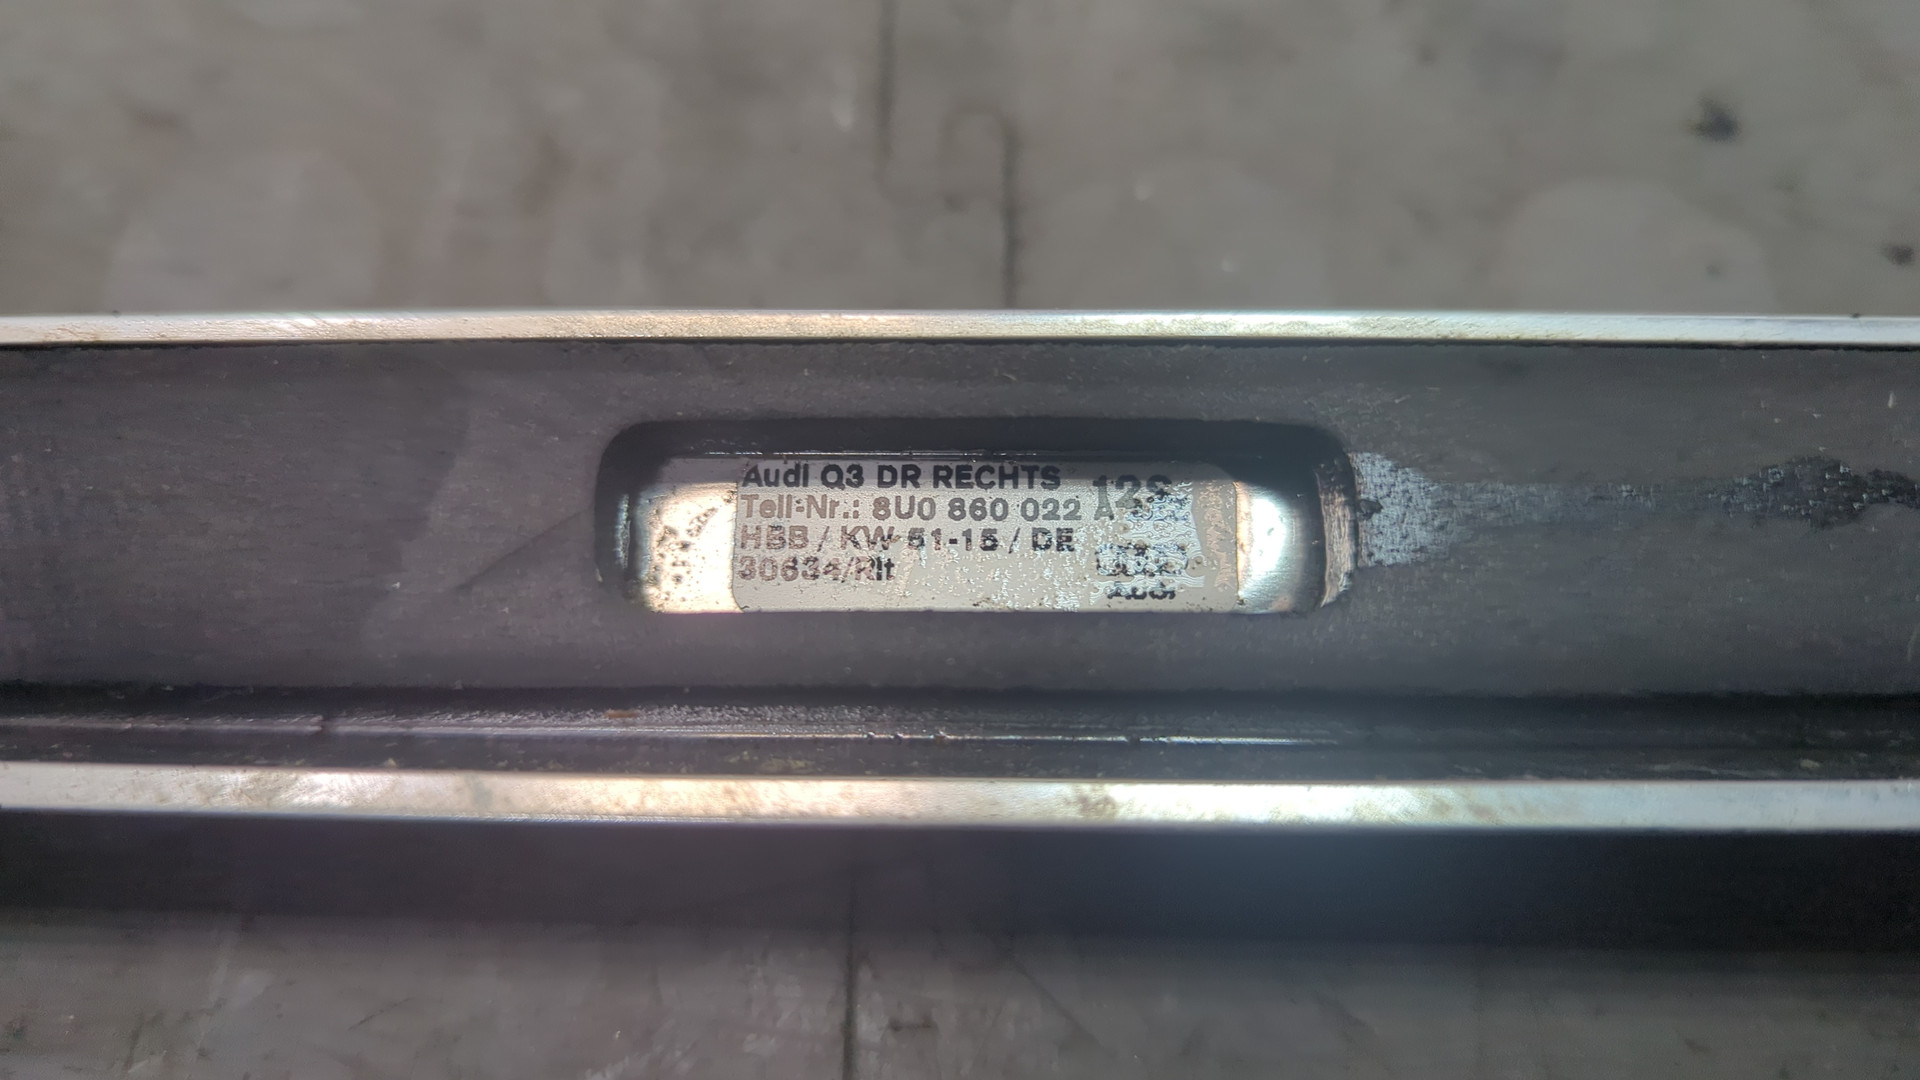 Audi Q3 DR RECHTS
Teil-Nr.: 8U0 860 022 A
HBB / KW 51-15 / DE
30634/Rlt